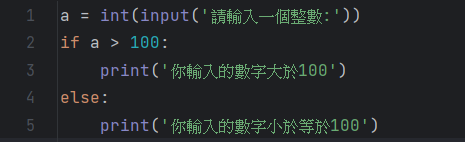 1 a = int(input('請輸入一個整數:'))
2 if a > 100:
3     print('你輸入的數字大於100')
4 else:
5     print('你輸入的數字小於等於100')